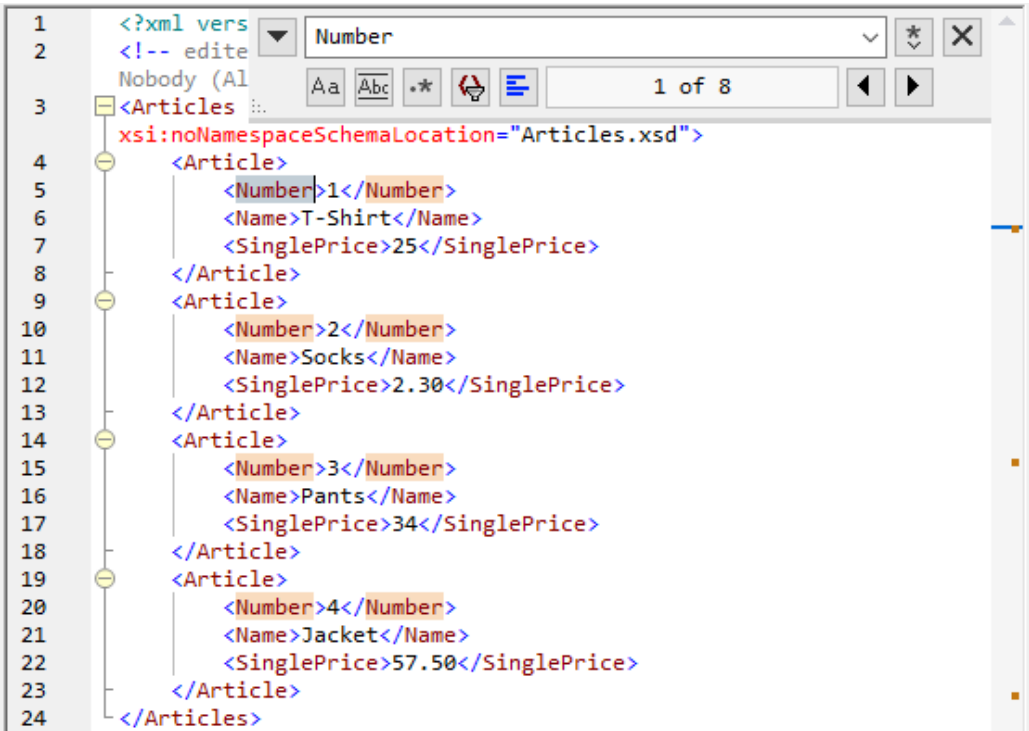 1 <?xml vers
Number
2 <!-- edite
Nobody (Al
Aa Abc .* 1 of 8
3 <Articles
xsi:noNamespaceSchemaLocation="Articles.xsd">
4 <Article>
5 <Number>1</Number>
6 <Name>T-Shirt</Name>
7 <SinglePrice>25</SinglePrice>
8 </Article>
9 <Article>
10 <Number>2</Number>
11 <Name>Socks</Name>
12 <SinglePrice>2.30</SinglePrice>
13 </Article>
14 <Article>
15 <Number>3</Number>
16 <Name>Pants</Name>
17 <SinglePrice>34</SinglePrice>
18 </Article>
19 <Article>
20 <Number>4</Number>
21 <Name>Jacket</Name>
22 <SinglePrice>57.50</SinglePrice>
23 </Article>
24 </Articles>